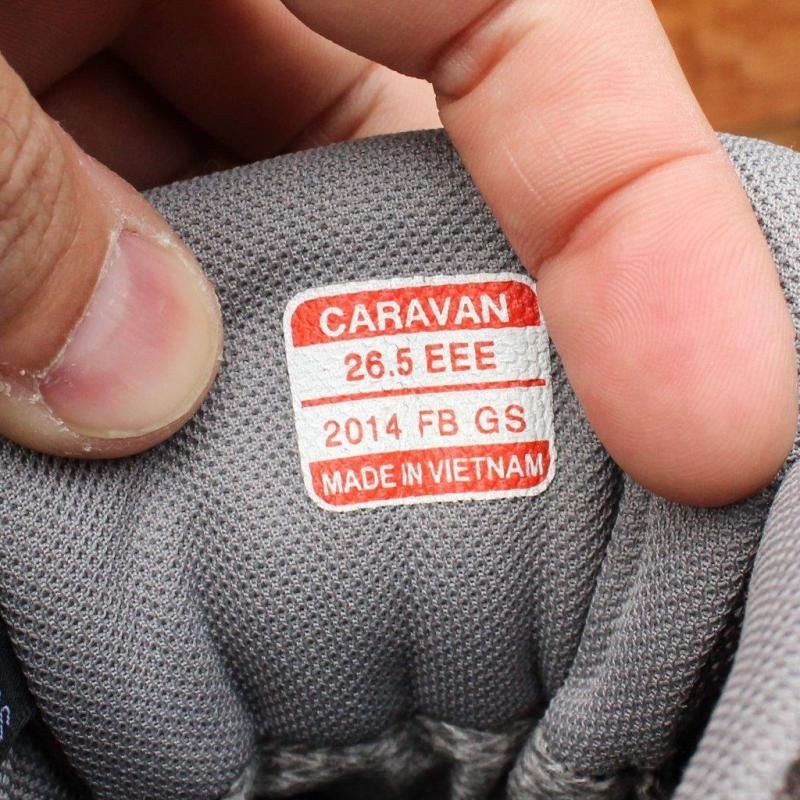 CARAVAN
26.5 EEE
2014 FB GS
MADE IN VIETNAM